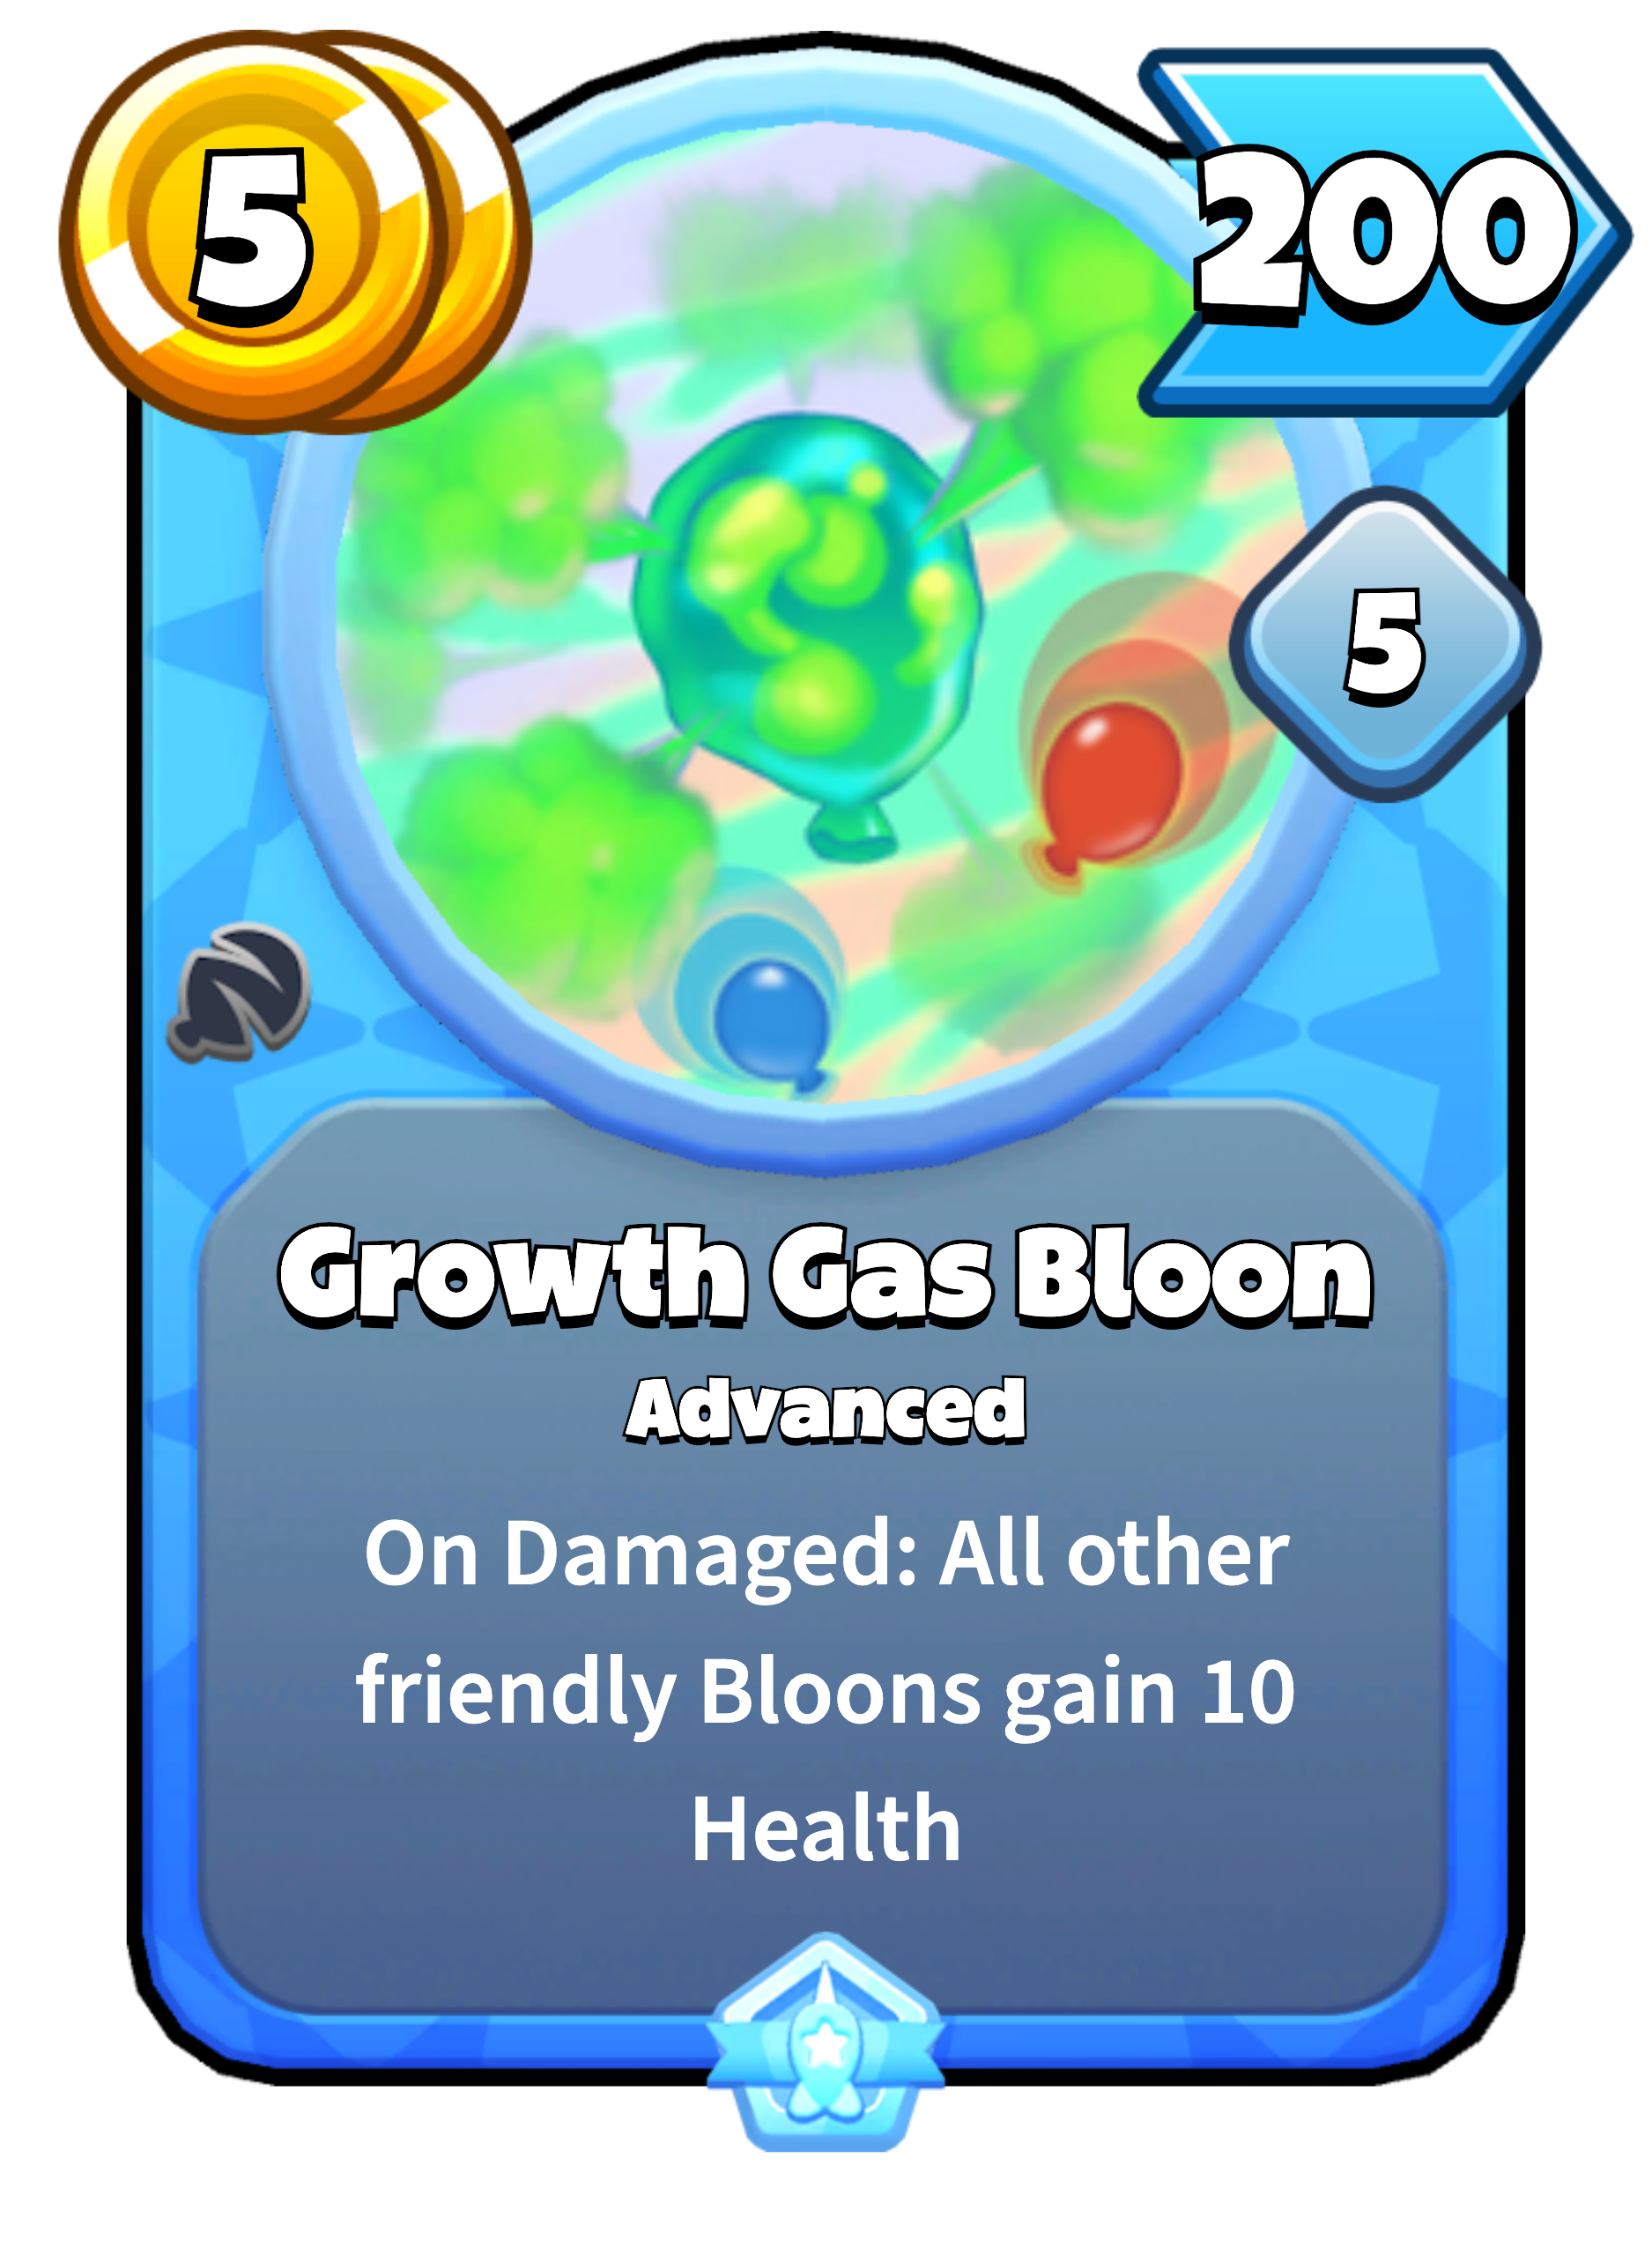 5
200
5
Growth Gas Bloon
Advanced
On Damaged: All other
friendly Bloons gain 10
Health